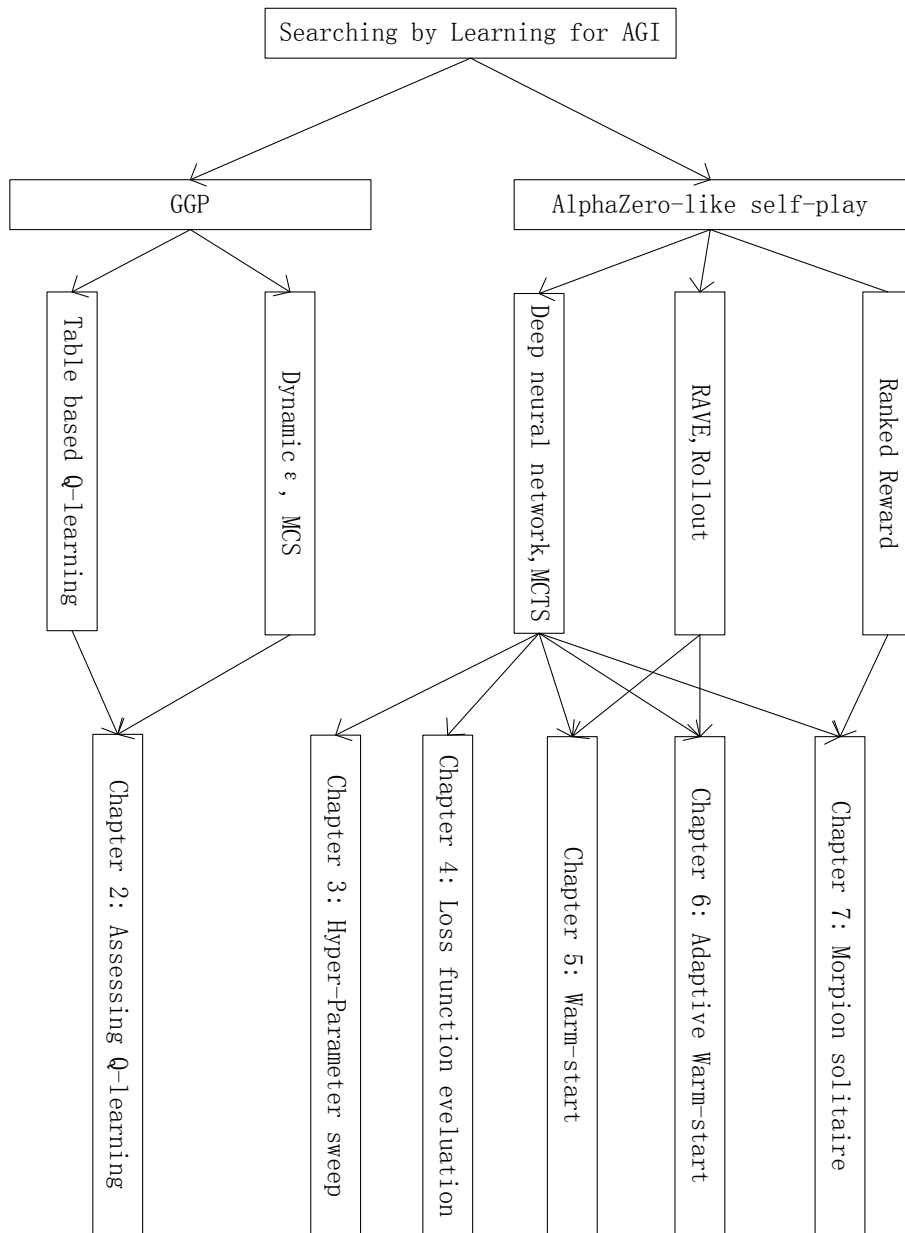 Searching by Learning for AGI
GGP
AlphaZero-like self-play
Table based Q-learning
Dynamic ε, MCS
Deep neural network,MCTS
RAVE,Rollout
Ranked Reward
Chapter 2: Assessing Q-learning
Chapter 3: Hyper-Parameter sweep
Chapter 4: Loss function eveluation
Chapter 5: Warm-start
Chapter 6: Adaptive Warm-start
Chapter 7: Morpion solitaire